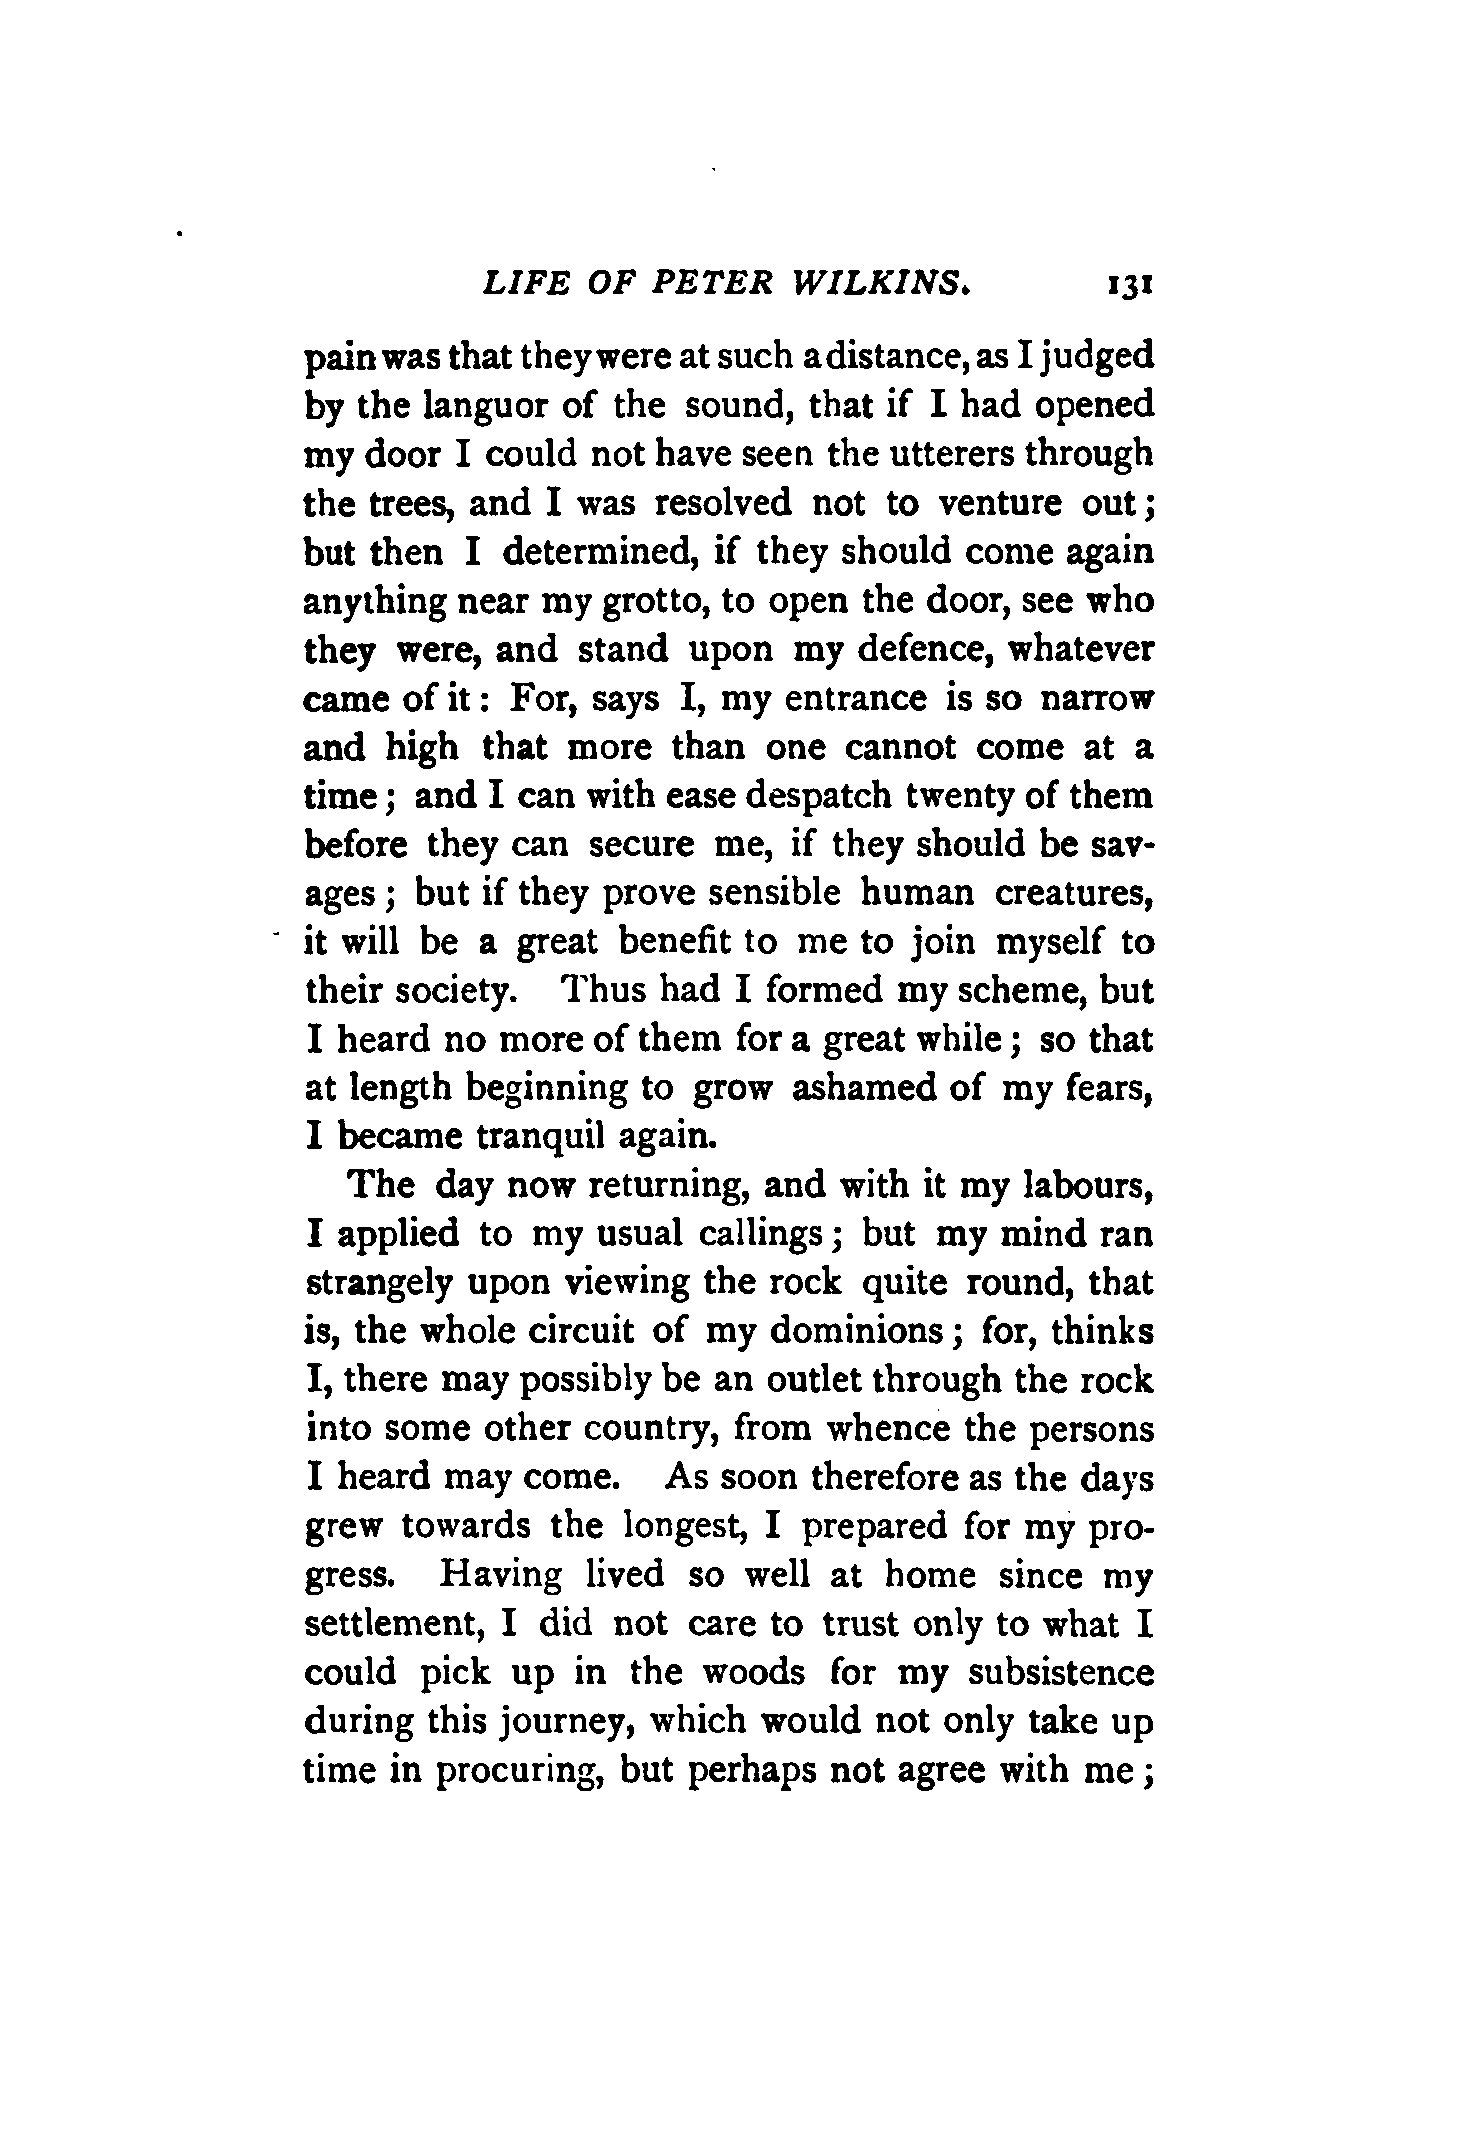 LIFE OF PETER WILKINS. 131
pain was that they were at such a distance, as I judged
by the languor of the sound, that if I had opened
my door I could not have seen the utterers through
the trees, and I was resolved not to venture out;
but then I determined, if they should come again
anything near my grotto, to open the door, see who
they were, and stand upon my defence, whatever
came of it: For, says I, my entrance is so narrow
and high that more than one cannot come at a
time; and I can with ease despatch twenty of them
before they can secure me, if they should be sav-
ages; but if they prove sensible human creatures,
it will be a great benefit to me to join myself to
their society. Thus had I formed my scheme, but
I heard no more of them for a great while; so that
at length beginning to grow ashamed of my fears,
I became tranquil again.
The day now returning, and with it my labours,
I applied to my usual callings; but my mind ran
strangely upon viewing the rock quite round, that
is, the whole circuit of my dominions; for, thinks
I, there may possibly be an outlet through the rock
into some other country, from whence the persons
I heard may come. As soon therefore as the days
grew towards the longest, I prepared for my pro-
gress. Having lived so well at home since my
settlement, I did not care to trust only to what I
could pick up in the woods for my subsistence
during this journey, which would not only take up
time in procuring, but perhaps not agree with me;